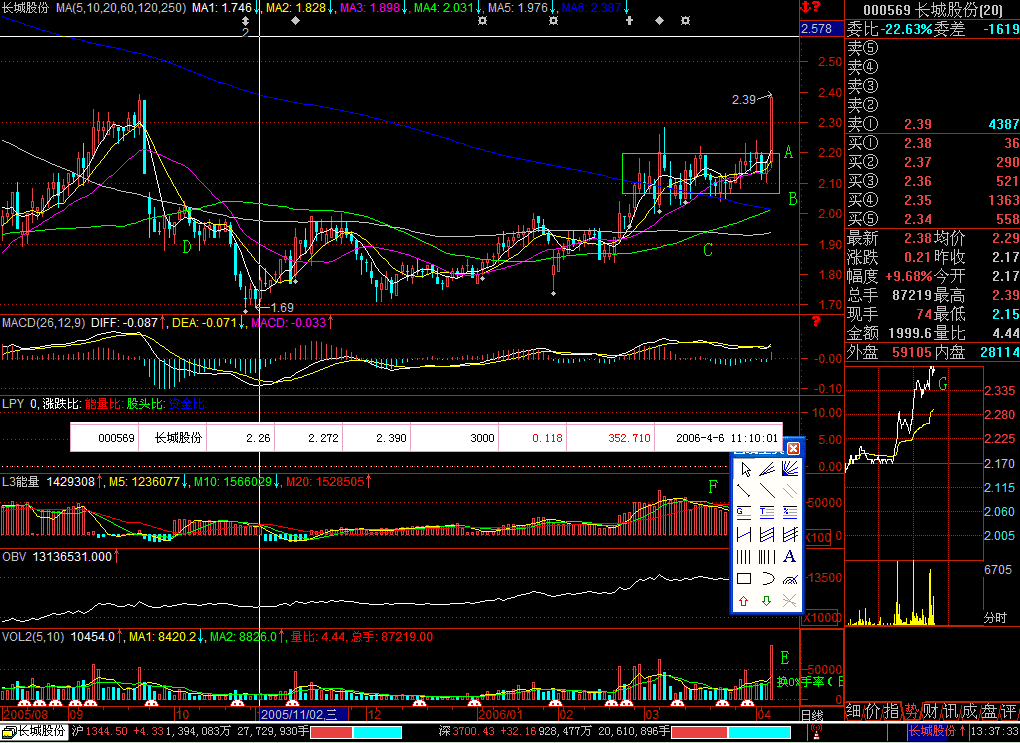 长城股份 MA(5,10,20,60,120,250) MA1: 1.746↓, MA2: 1.828↓, MA3: 1.898↓, MA4: 2.031↓, MA5: 1.976↓, MA6: 2.387↓
2
2.578
2.50
2.40
2.39
2.30
2.20
A
2.10
B
2.00
D
C
1.90
1.80
1.69
1.70
MACD(26,12,9) DIFF: -0.087↑, DEA: -0.071↓, MACD: -0.033↑
?
-0.00
-0.10
LPY 0, 涨跌比: 能量比: 股头比: 资金比:
10.00
5.00
000569 长城股份 2.26 2.272 2.390 3000 0.118 352.710 2006-4-6 11:10:01
0.00
L3能量 1429308↑, M5: 1236077↓, M10: 1566029↓, M20: 1528505↑
F
50000
X100
0
OBV 13136531.000↑
13500
X1000
VOL2(5,10) 10454.0↑, MA1: 8420.2↓, MA2: 8826.0↑, 量比: 4.44, 总手: 87219.00
E
50000
换0%手率(日
2005/08 09 10 2005/11/02,三 12 2006/01 02 03 04 日线
000569 长城股份(20)
委比-22.63%委差 -1619
卖⑤
卖④
卖③
卖②
卖① 2.39 4387
买① 2.38 36
买② 2.37 290
买③ 2.36 521
买④ 2.35 1363
买⑤ 2.34 558
最新 2.38 均价 2.29
涨跌 0.21 昨收 2.17
幅度 +9.68% 今开 2.17
总手 87219 最高 2.39
现手 74 最低 2.15
金额 1999.6 量比 4.44
外盘 59105 内盘 28114
G
2.335
2.280
2.225
2.170
2.115
2.060
2.005
6705
分时
细价指势财讯成盘评
长城股份 沪1344.50 +4.33 1,394,083万 27,729,930手 深3700.43 +32.18 928,477万 20,610,896手 长城股份↑ 13:37:33